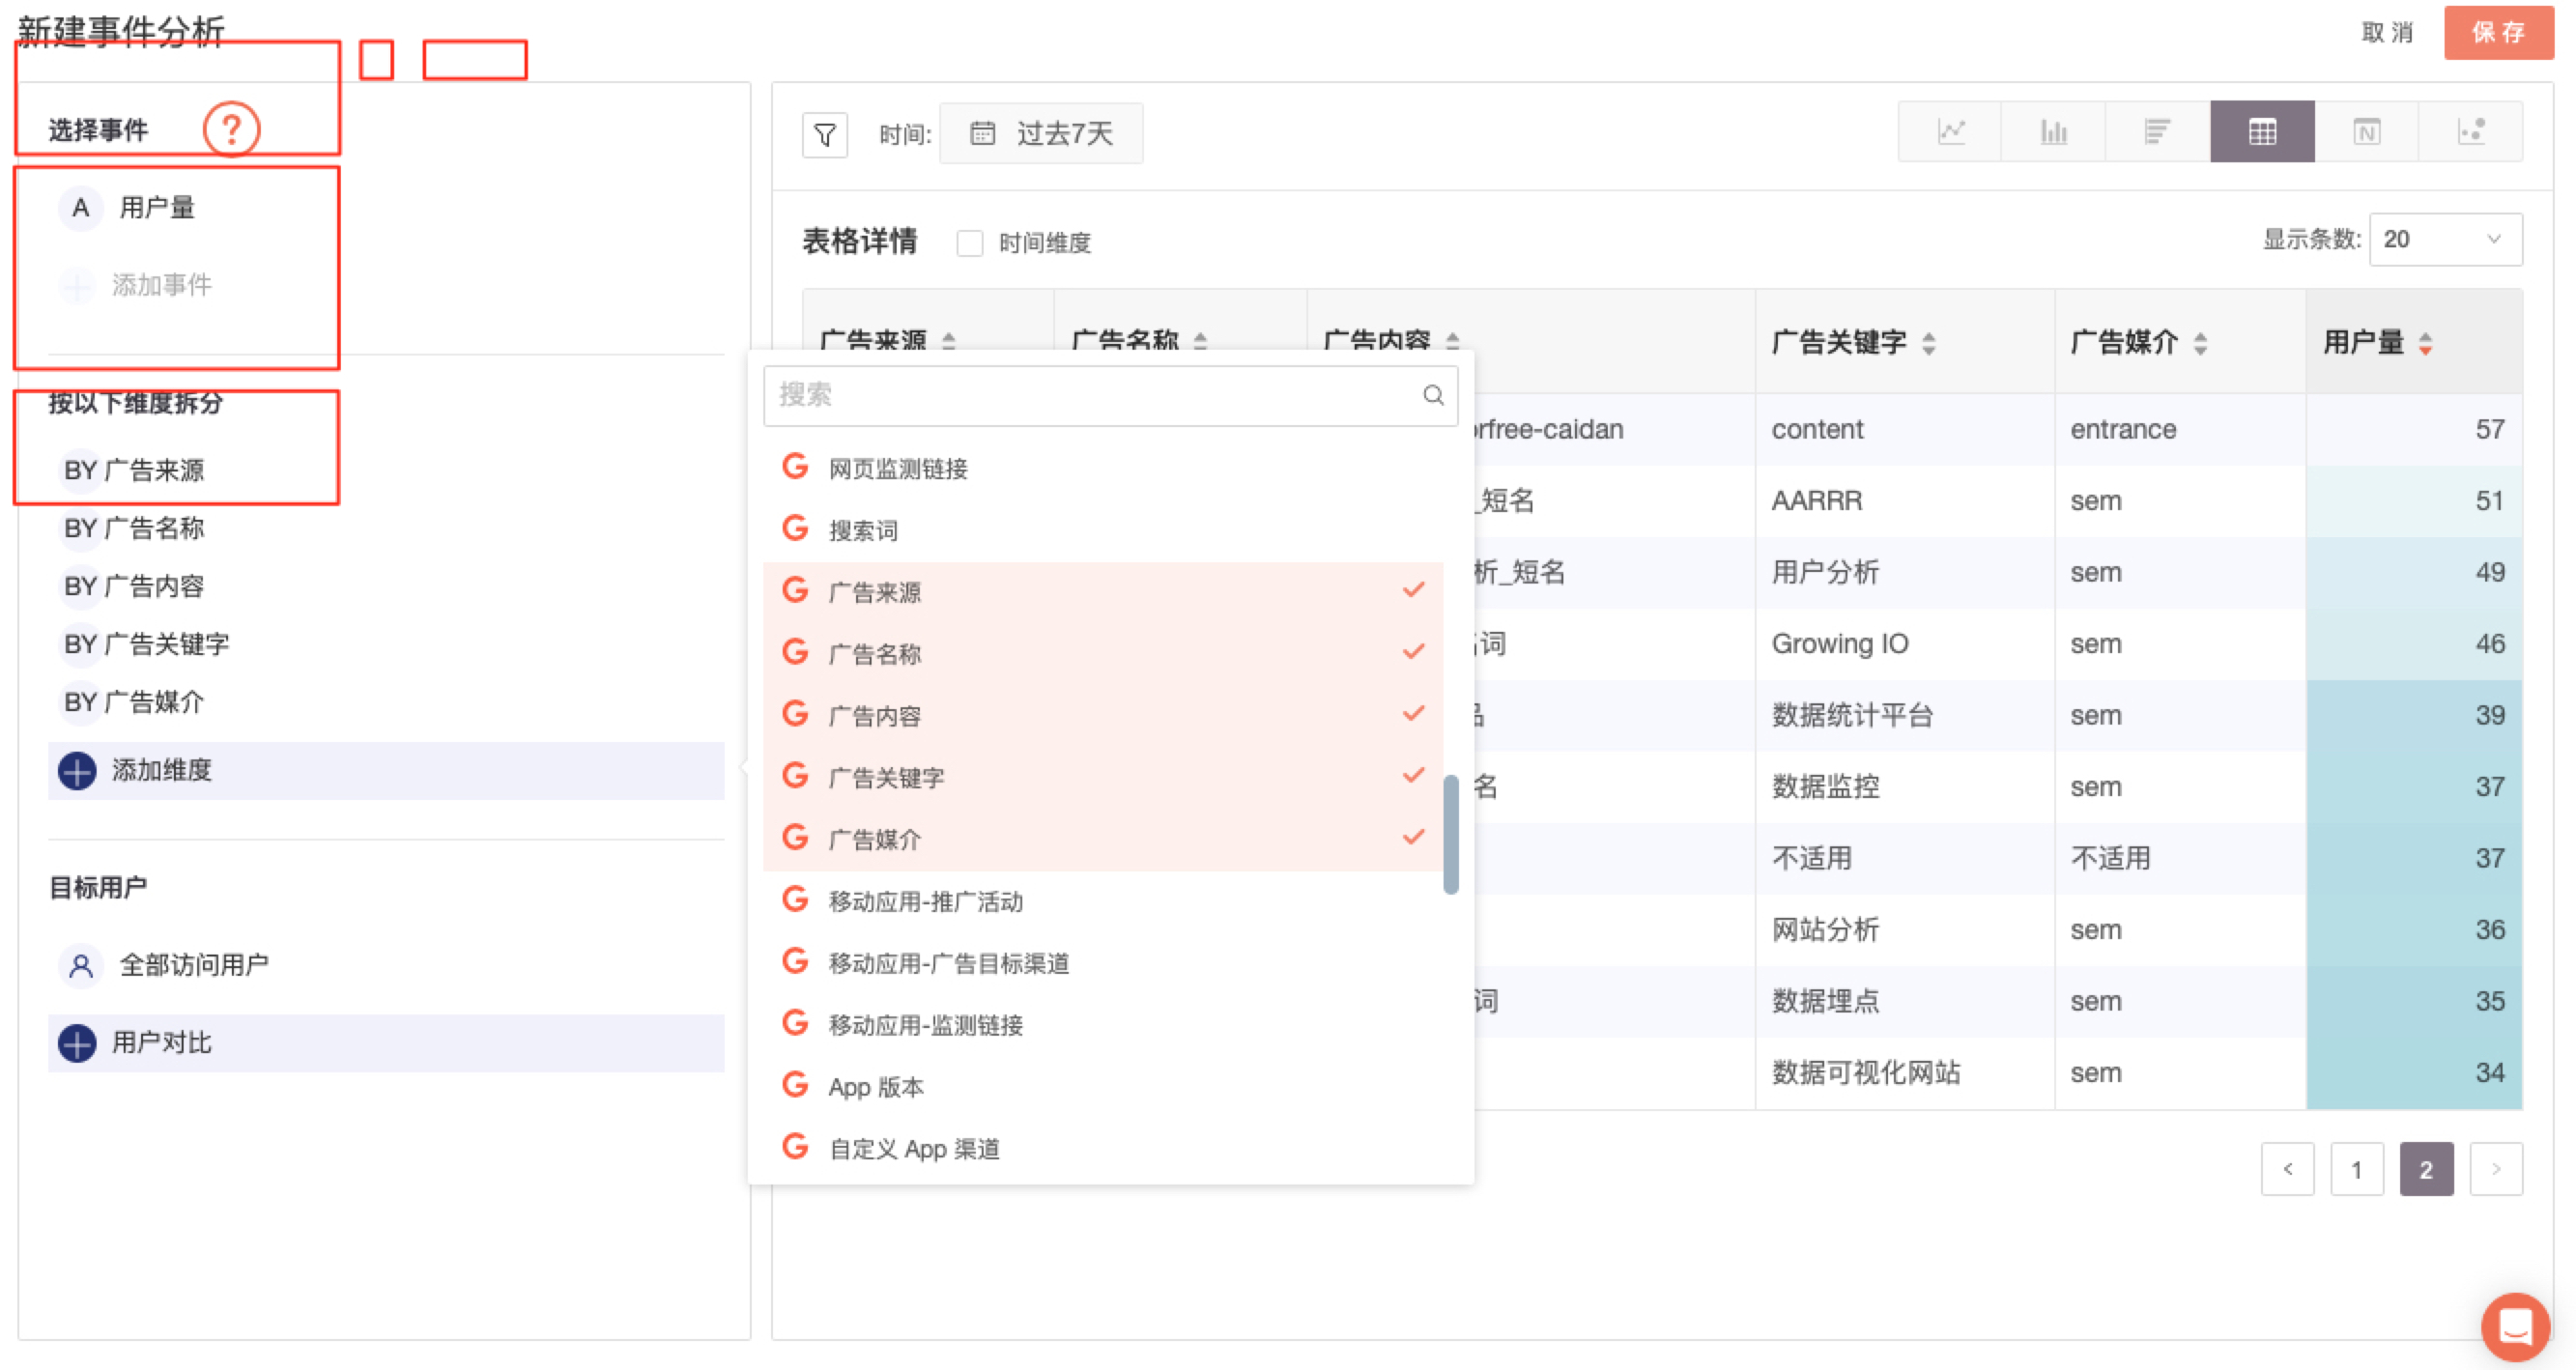 新建事件分析
取 消
保 存
选择事件
?
A 用户量
添加事件
按以下维度拆分
BY 广告来源
BY 广告名称
BY 广告内容
BY 广告关键字
BY 广告媒介
添加维度
目标用户
全部访问用户
用户对比
时间:
过去7天
N
表格详情
时间维度
显示条数:
20
广告来源 广告名称 广告内容 广告关键字 广告媒介 用户量
搜索
网页监测链接
搜索词
广告来源
广告名称
广告内容
广告关键字
广告媒介
移动应用-推广活动
移动应用-广告目标渠道
移动应用-监测链接
App 版本
自定义 App 渠道
rfree-caidan content entrance 57
_短名 AARRR sem 51
析_短名 用户分析 sem 49
词 Growing IO sem 46
品 数据统计平台 sem 39
名 数据监控 sem 37
不适用 不适用 37
网站分析 sem 36
词 数据埋点 sem 35
数据可视化网站 sem 34
< 1 2 >